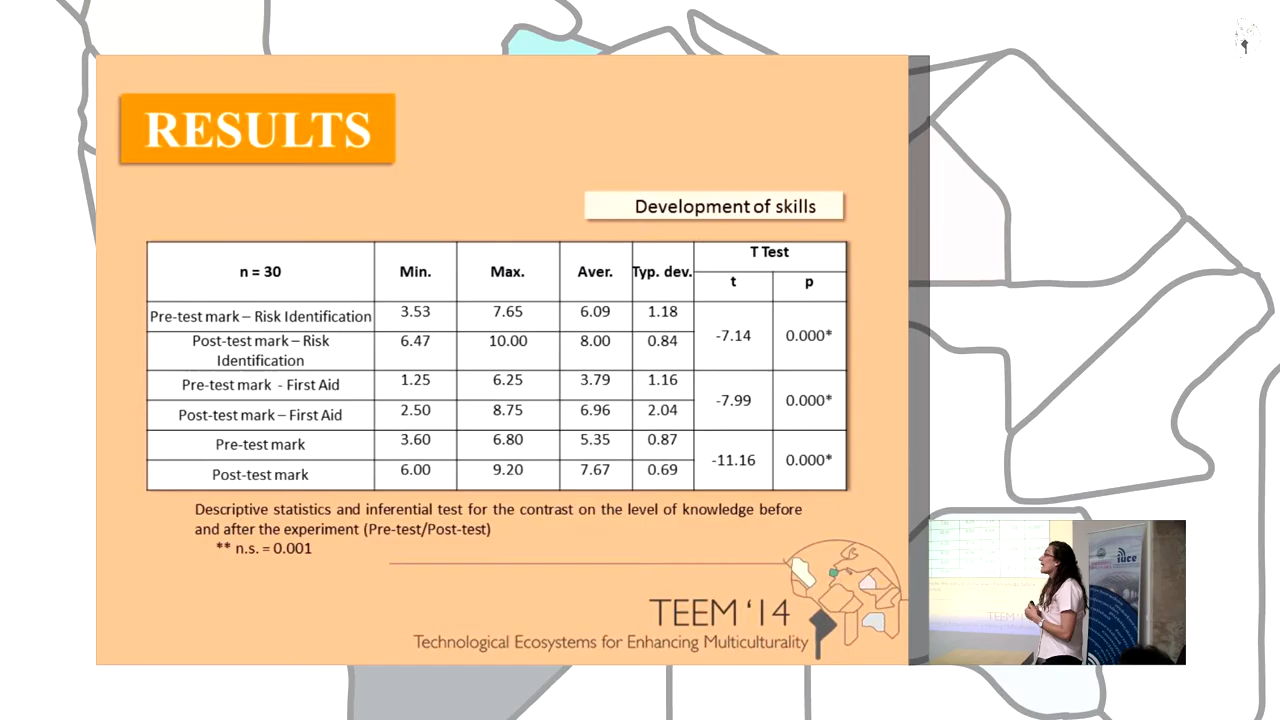 RESULTS
Development of skills
n = 30 Min. Max. Aver. Typ. dev. T Test
t p
Pre-test mark – Risk Identification 3.53 7.65 6.09 1.18 -7.14 0.000*
Post-test mark – Risk Identification 6.47 10.00 8.00 0.84
Pre-test mark - First Aid 1.25 6.25 3.79 1.16 -7.99 0.000*
Post-test mark – First Aid 2.50 8.75 6.96 2.04
Pre-test mark 3.60 6.80 5.35 0.87 -11.16 0.000*
Post-test mark 6.00 9.20 7.67 0.69
Descriptive statistics and inferential test for the contrast on the level of knowledge before
and after the experiment (Pre-test/Post-test)
** n.s. = 0.001
TEEM ‘14
Technological Ecosystems for Enhancing Multiculturality
iuce
TEEM